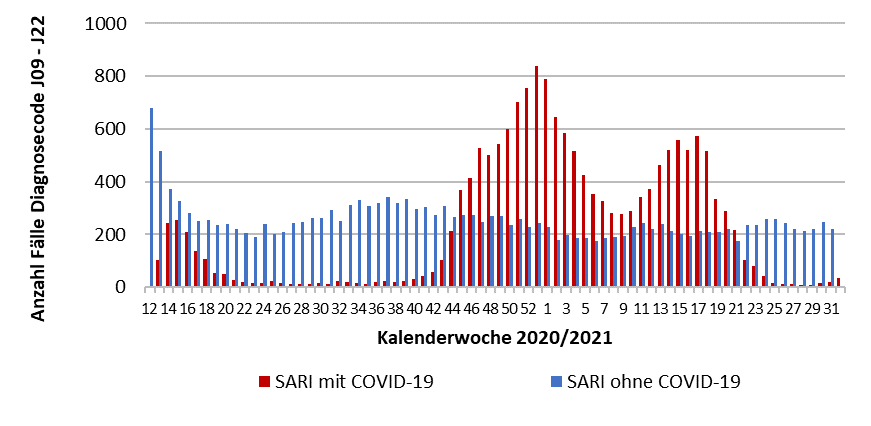 Anzahl Fälle Diagnosecode J09 - J22
1000
800
600
400
200
0
12 14 16 18 20 22 24 26 28 30 32 34 36 38 40 42 44 46 48 50 52 1 3 5 7 9 11 13 15 17 19 21 23 25 27 29 31
Kalenderwoche 2020/2021
SARI mit COVID-19 SARI ohne COVID-19